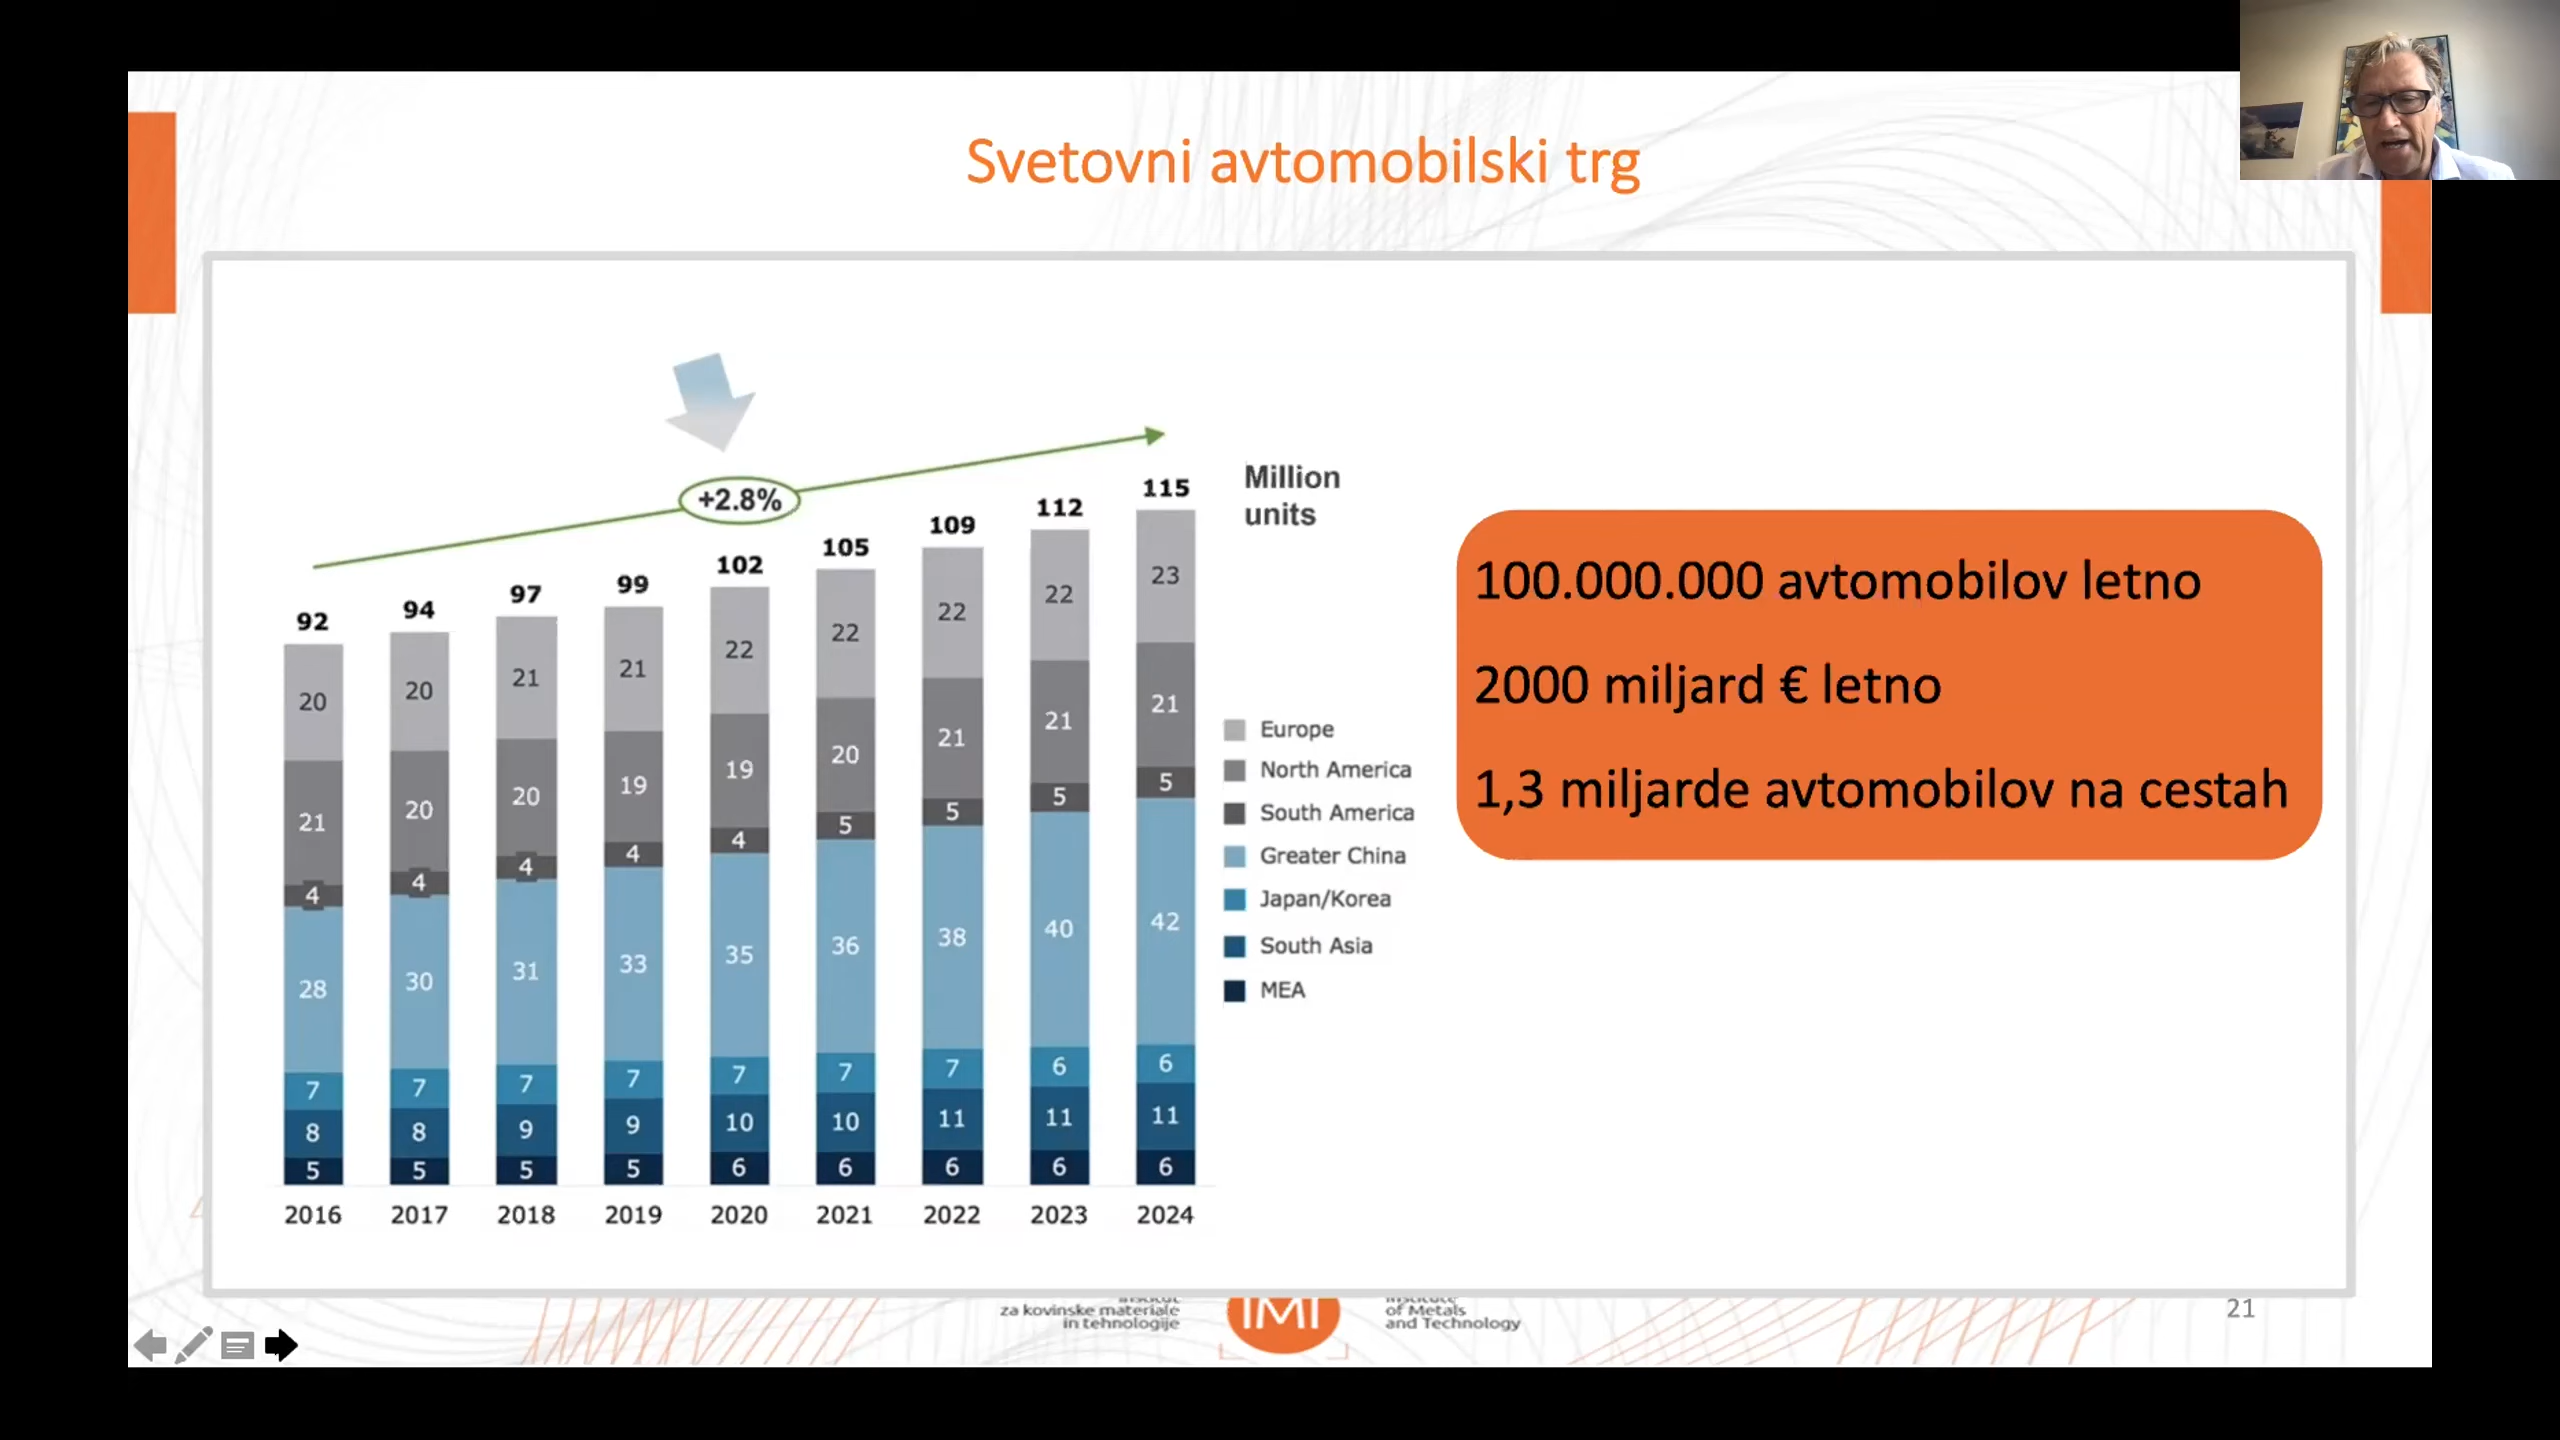 Svetovni avtomobilski trg
+2.8%
Million
units
92 94 97 99 102 105 109 112 115
20 20 21 21 22 22 22 22 23
21 20 20 19 19 20 21 21 21
4 4 4 4 4 5 5 5 5
28 30 31 33 35 36 38 40 42
7 7 7 7 7 7 7 6 6
8 8 9 9 10 10 11 11 11
5 5 5 5 6 6 6 6 6
2016 2017 2018 2019 2020 2021 2022 2023 2024
Europe
North America
South America
Greater China
Japan/Korea
South Asia
MEA
100.000.000 avtomobilov letno
2000 miljard € letno
1,3 miljarde avtomobilov na cestah
za kovinske materiale
in tehnologije
IMT
of Metals
and Technology
21